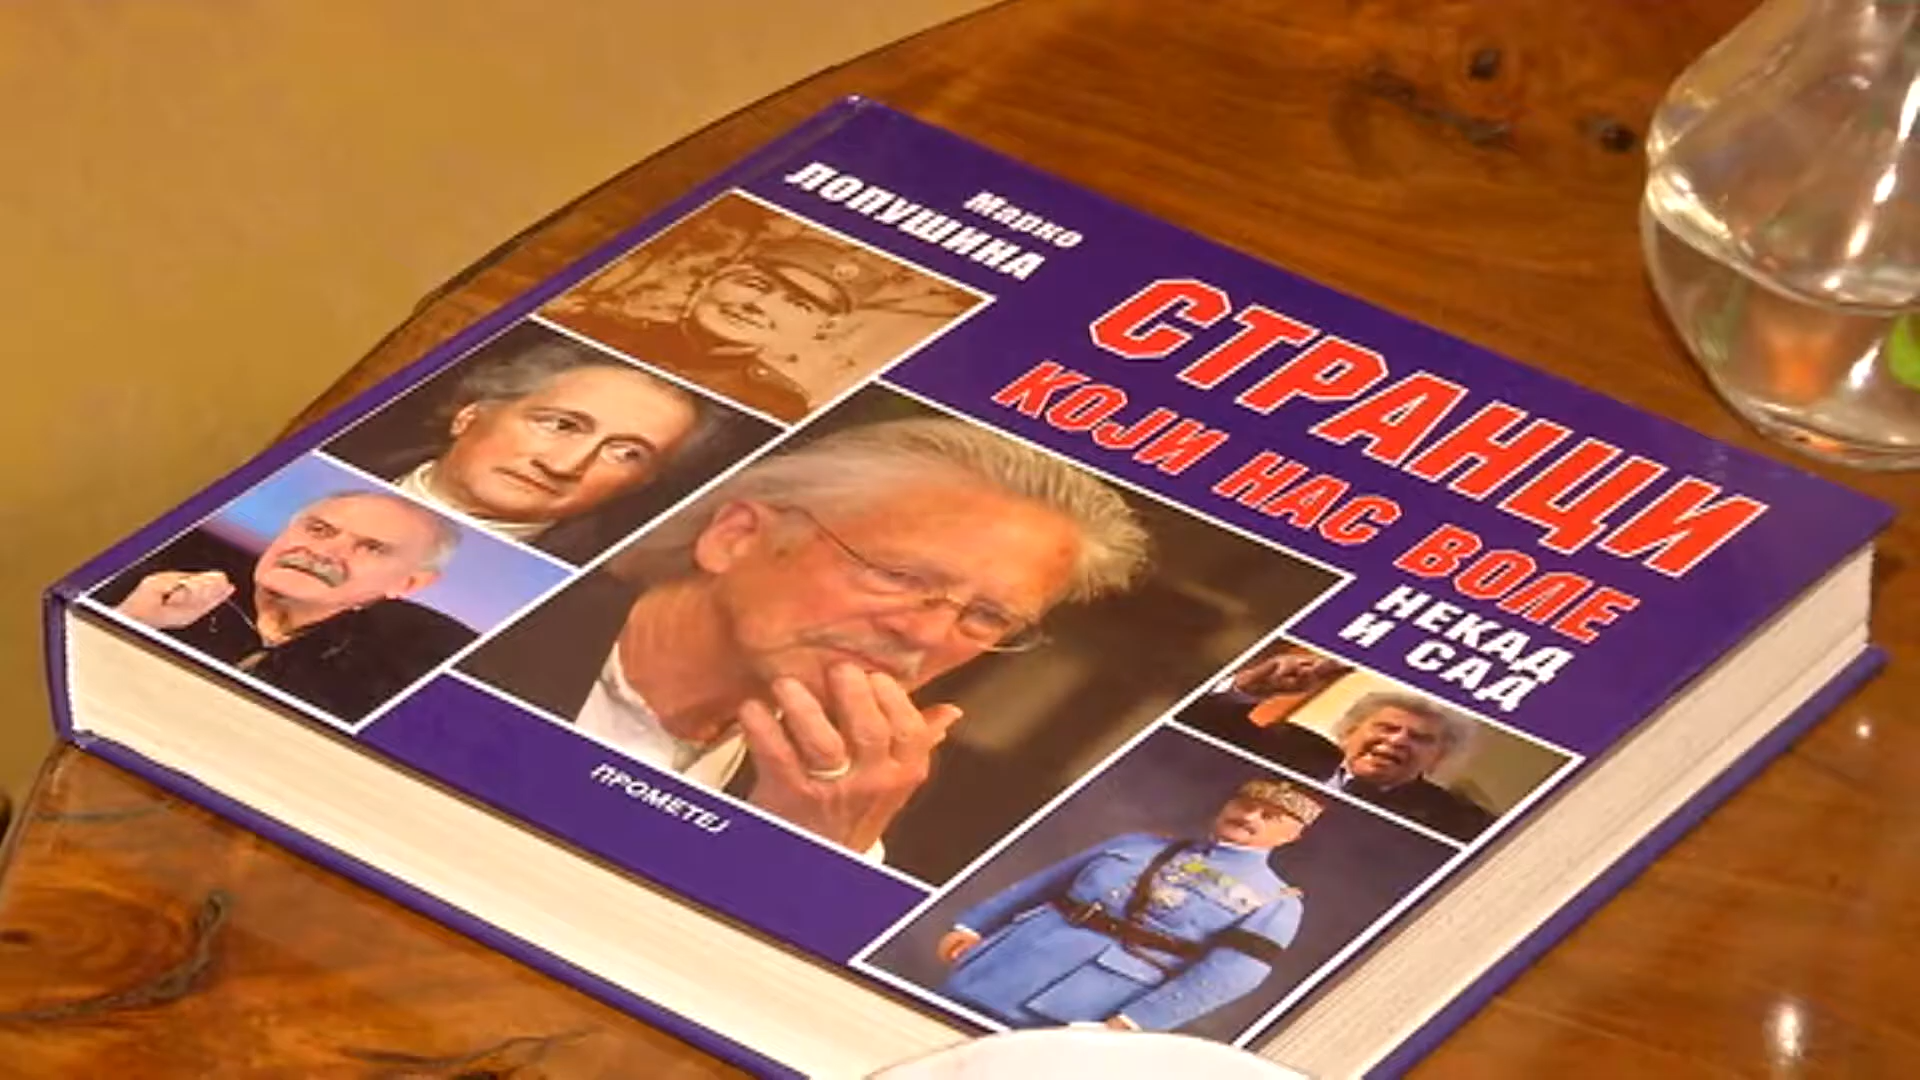 Марко
ЛОПУШИНА
СТРАНЦИ
КОЈИ НАС ВОЛЕ
НЕКАД
И САД
ПРОМЕТЕЈ